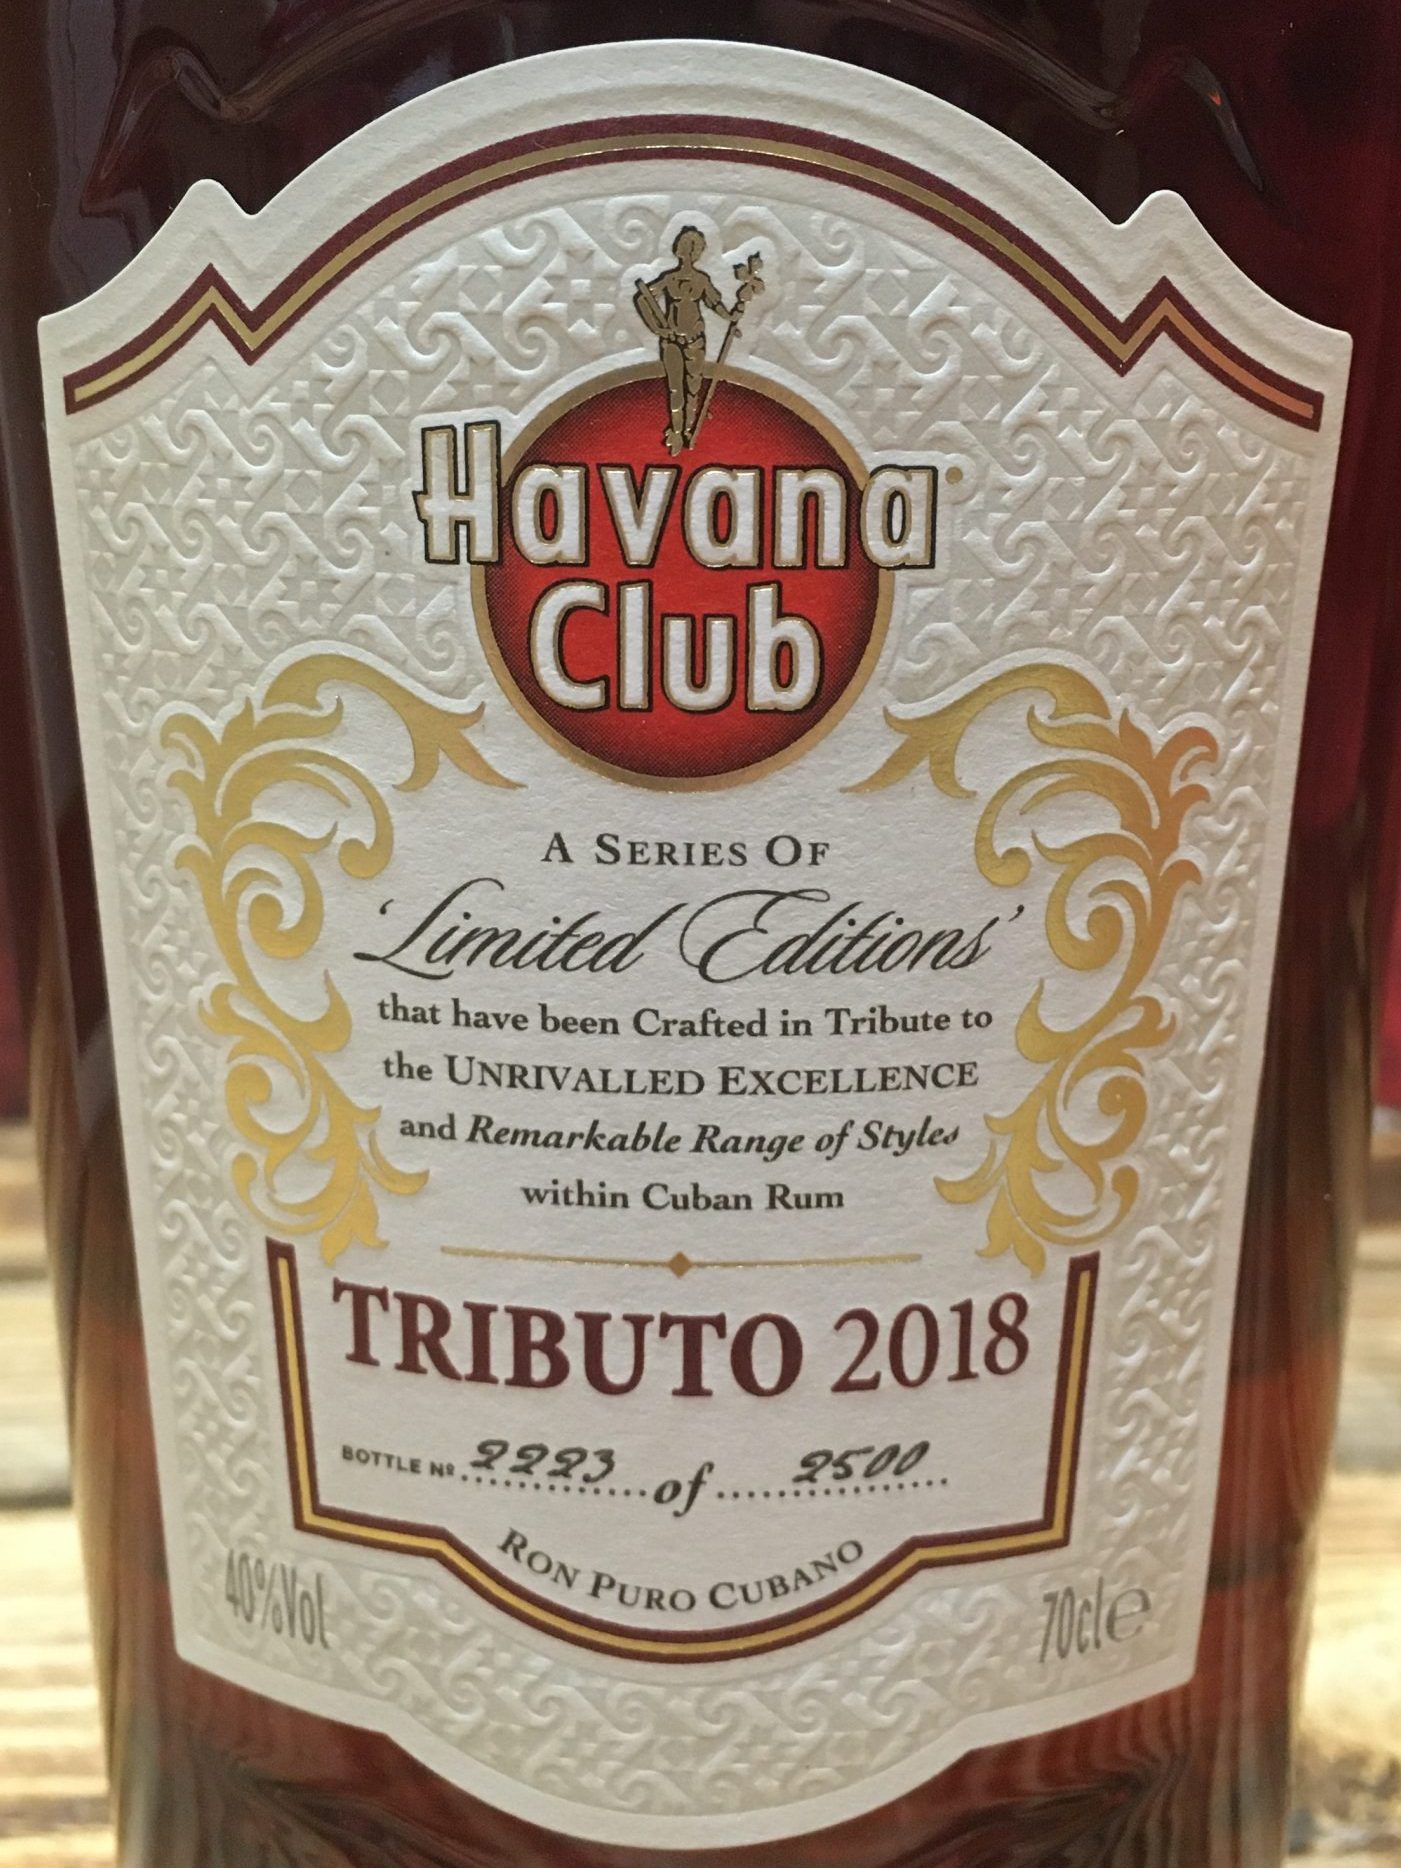 Havana
Club
A SERIES OF
'Limited Editions'
that have been Crafted in Tribute to
the UNRIVALLED EXCELLENCE
and Remarkable Range of Styles
within Cuban Rum
TRIBUTO 2018
BOTTLE Nº 2223 of 2500
RON PURO CUBANO
40%Vol
70cl e